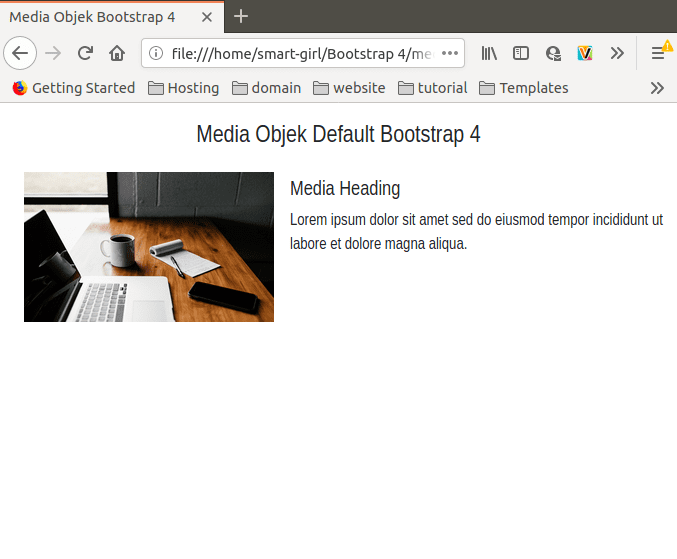 Media Objek Bootstrap 4
file:///home/smart-girl/Bootstrap 4/me
Getting Started Hosting domain website tutorial Templates
Media Objek Default Bootstrap 4
Media Heading
Lorem ipsum dolor sit amet sed do eiusmod tempor incididunt ut
labore et dolore magna aliqua.